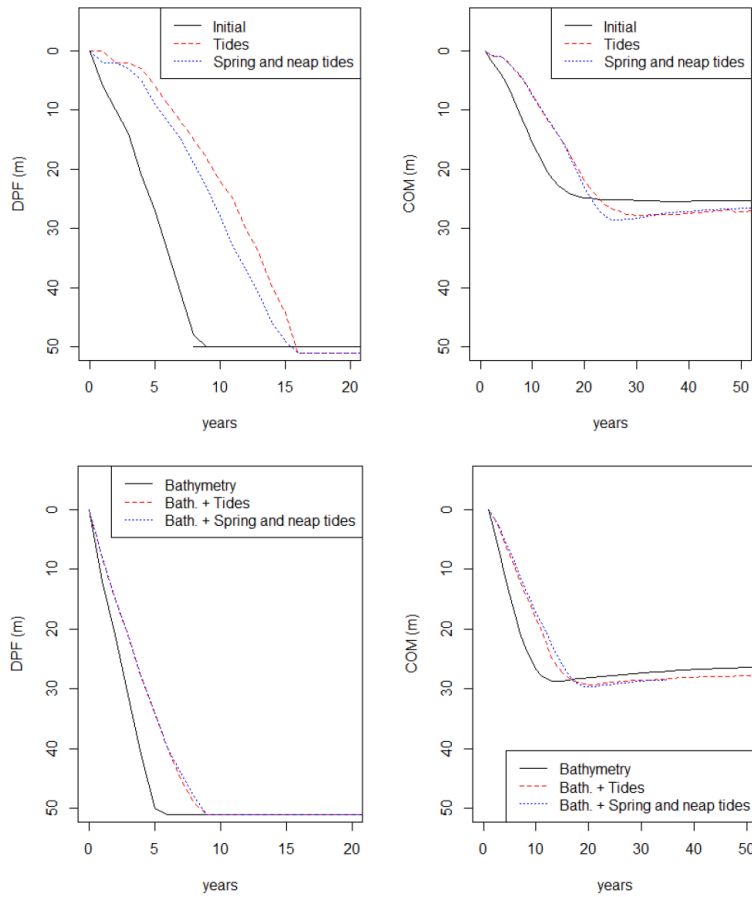 Initial
Tides
Spring and neap tides
DPF (m)
0
10
20
30
40
50
0
5
10
15
20
years
Initial
Tides
Spring and neap tides
COM (m)
0
10
20
30
40
50
0
10
20
30
40
50
years
Bathymetry
Bath. + Tides
Bath. + Spring and neap tides
DPF (m)
0
10
20
30
40
50
0
5
10
15
20
years
COM (m)
0
10
20
30
40
50
Bathymetry
Bath. + Tides
Bath. + Spring and neap tides
0
10
20
30
40
50
years